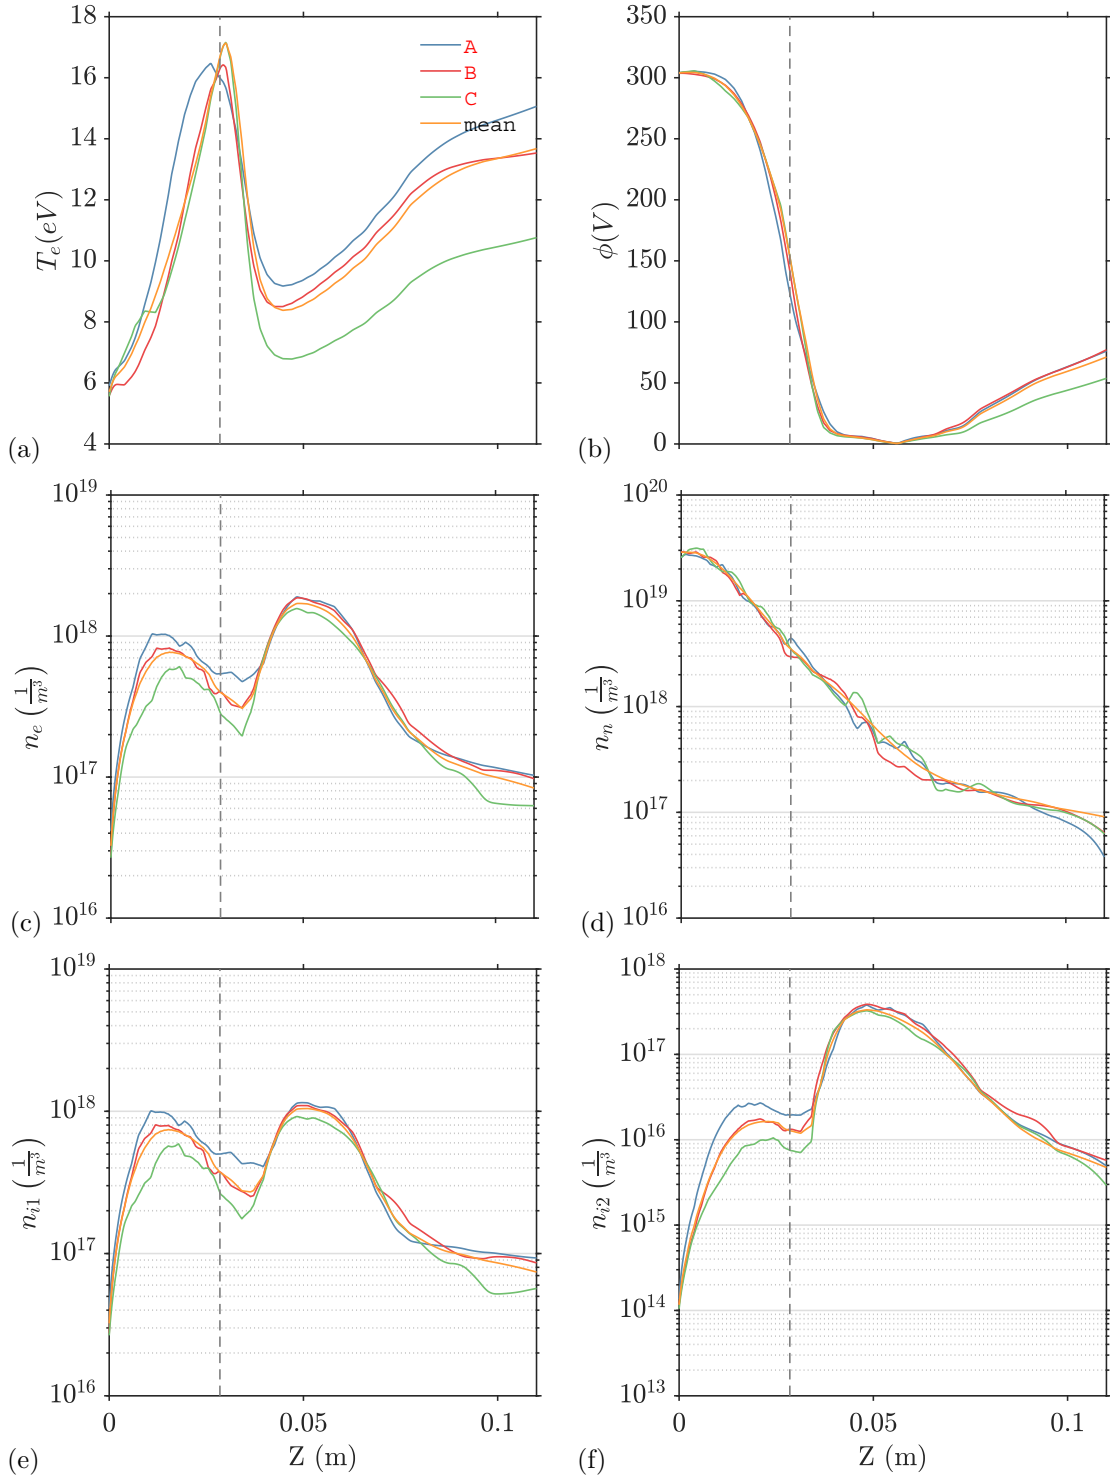 18
16
14
12
10
8
6
4
T_e(eV)
A
B
C
mean
(a)
350
300
250
200
150
100
50
0
ϕ(V)
(b)
10^19
10^18
10^17
10^16
n_e (1/m^3)
(c)
10^20
10^19
10^18
10^17
10^16
n_n (1/m^3)
(d)
10^19
10^18
10^17
10^16
n_i1 (1/m^3)
0 0.05 0.1
Z (m)
(e)
10^18
10^17
10^16
10^15
10^14
10^13
n_i2 (1/m^3)
0 0.05 0.1
Z (m)
(f)